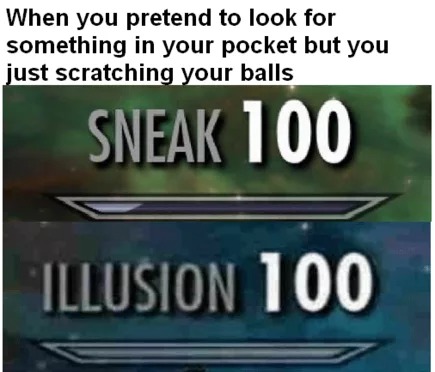 When you pretend to look for
something in your pocket but you
just scratching your balls
SNEAK 100
ILLUSION 100